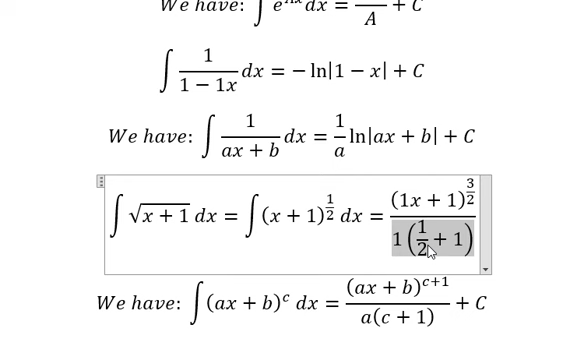 We have: ∫ e^{Ax} dx = —/A + C
∫ 1/(1 − 1x) dx = − ln|1 − x| + C
We have: ∫ 1/(ax + b) dx = 1/a ln|ax + b| + C
∫ √(x + 1) dx = ∫ (x + 1)^{1/2} dx = (1x + 1)^{3/2} / 1(1/2 + 1)
We have: ∫ (ax + b)^c dx = (ax + b)^{c+1} / a(c + 1) + C